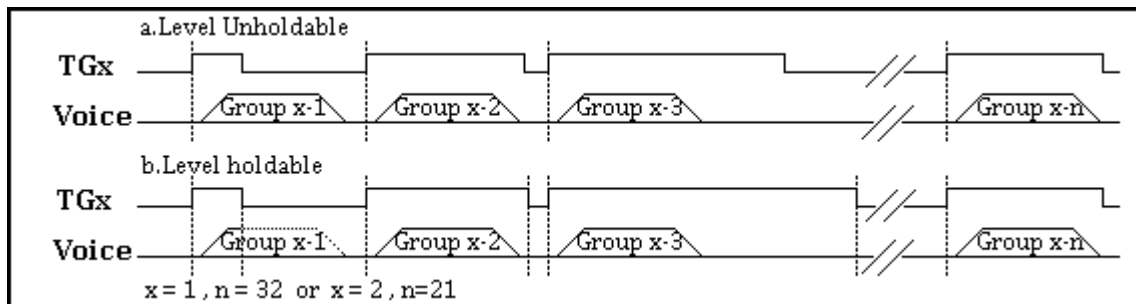 a.Level Unholdable
TGx
Voice Group x-1 Group x-2 Group x-3 Group x-n
b.Level holdable
TGx
Voice Group x-1 Group x-2 Group x-3 Group x-n
x = 1 , n = 32 or x = 2 , n=21